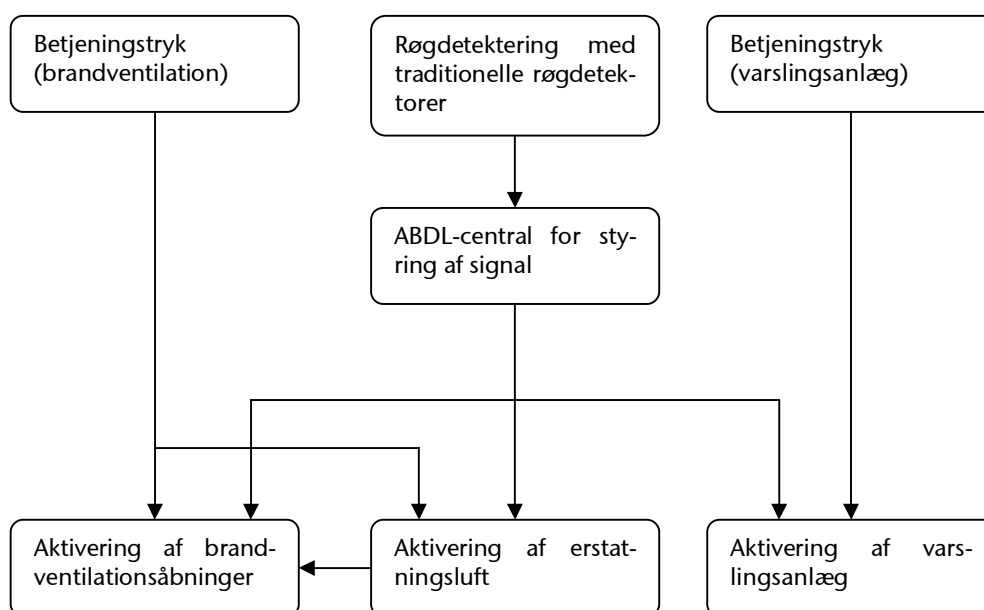 Betjeningstryk
(brandventilation)
Røgdetektering med
traditionelle røgdetek-
torer
Betjeningstryk
(varslingsanlæg)
ABDL-central for sty-
ring af signal
Aktivering af brand-
ventilationsåbninger
Aktivering af erstat-
ningsluft
Aktivering af vars-
lingsanlæg